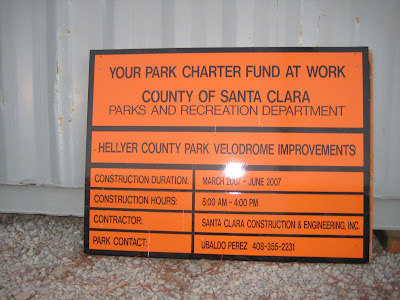 YOUR PARK CHARTER FUND AT WORK
COUNTY OF SANTA CLARA
PARKS AND RECREATION DEPARTMENT
HELLYER COUNTY PARK VELODROME IMPROVEMENTS
CONSTRUCTION DURATION: MARCH 2007 - JUNE 2007
CONSTRUCTION HOURS: 8:00 AM - 4:00 PM
CONTRACTOR: SANTA CLARA CONSTRUCTION & ENGINEERING, INC.
PARK CONTACT: UBALDO PEREZ 408-355-2231